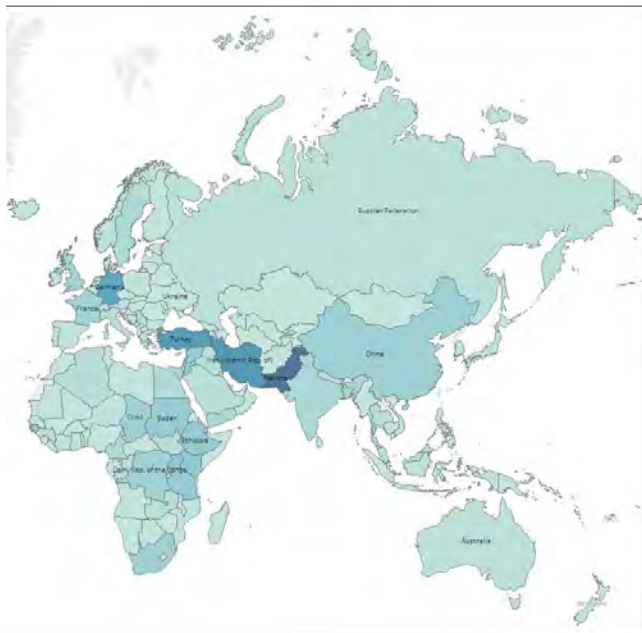 Russian Federation
Germany
Ukraine
France
Turkey
Iran (Islamic Rep. of)
China
Pakistan
Chad
Sudan
Ethiopia
Dem. Rep. of the Congo
Australia